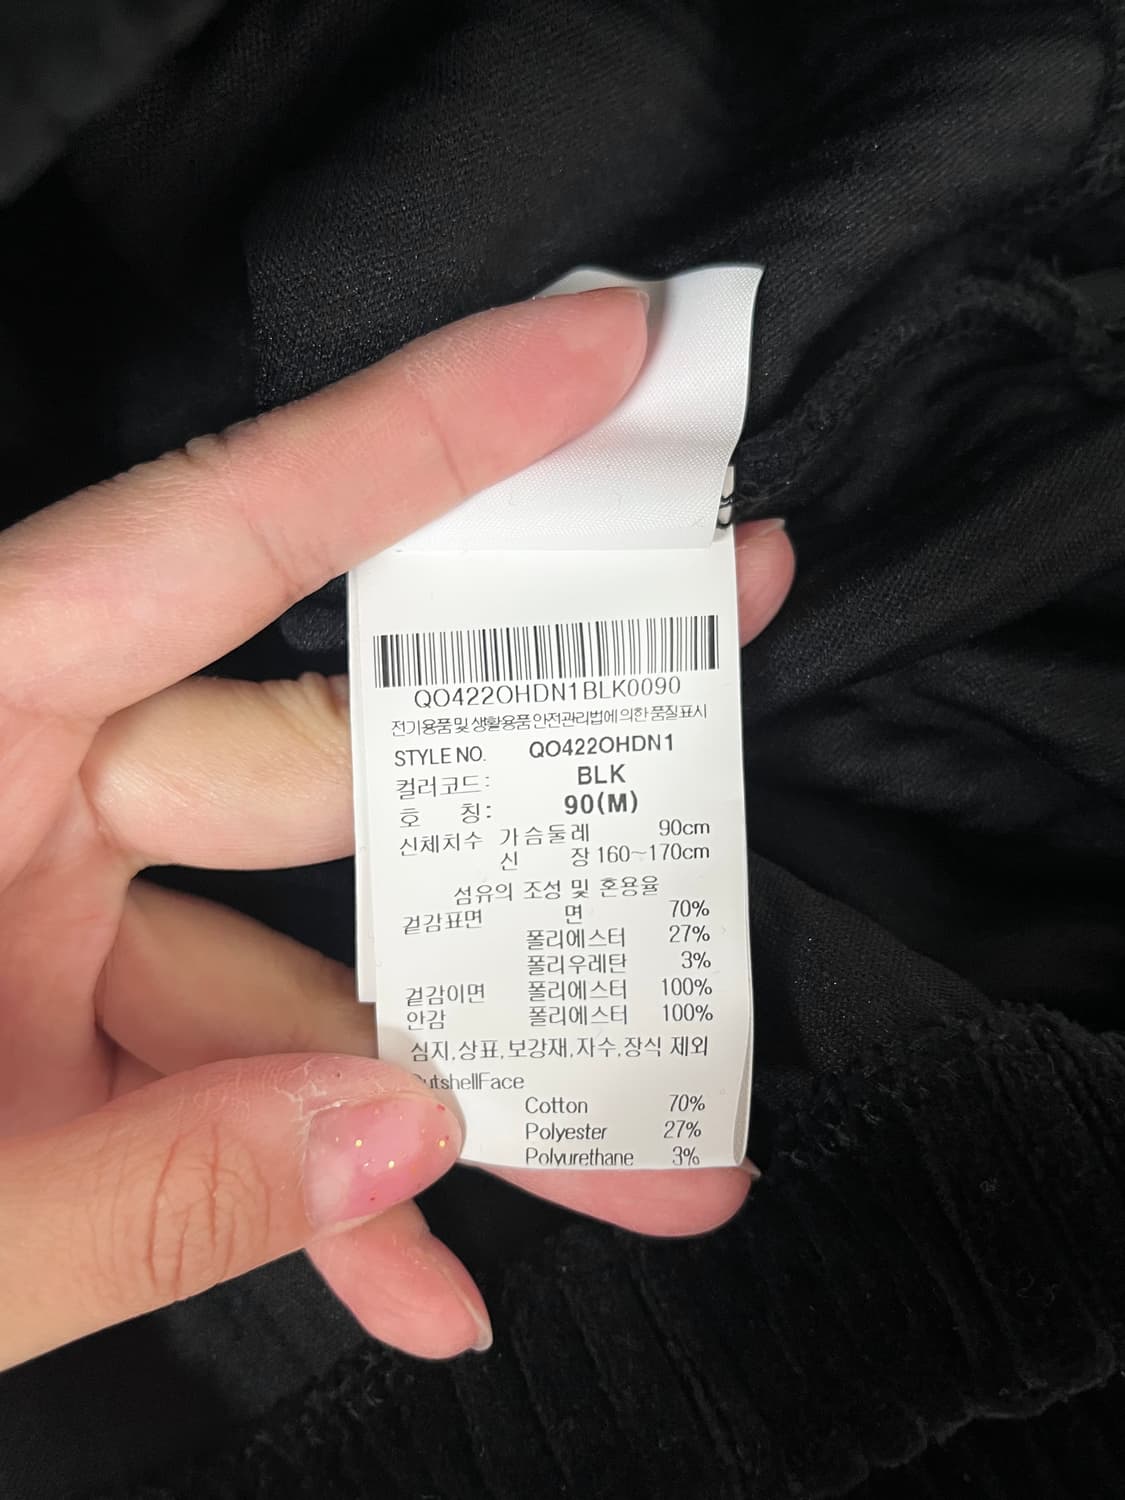 QO422OHDN1BLK0090
전기용품 및 생활용품 안전관리법에 의한 품질표시
STYLE NO. QO422OHDN1
컬러코드: BLK
호 칭: 90(M)
신체치수 가슴둘레 90cm
신 장 160~170cm
섬유의 조성 및 혼용율
겉감표면 면 70%
폴리에스터 27%
폴리우레탄 3%
겉감이면 폴리에스터 100%
안감 폴리에스터 100%
심지,상표,보강재,자수,장식 제외
utshellFace
Cotton 70%
Polyester 27%
Polyurethane 3%